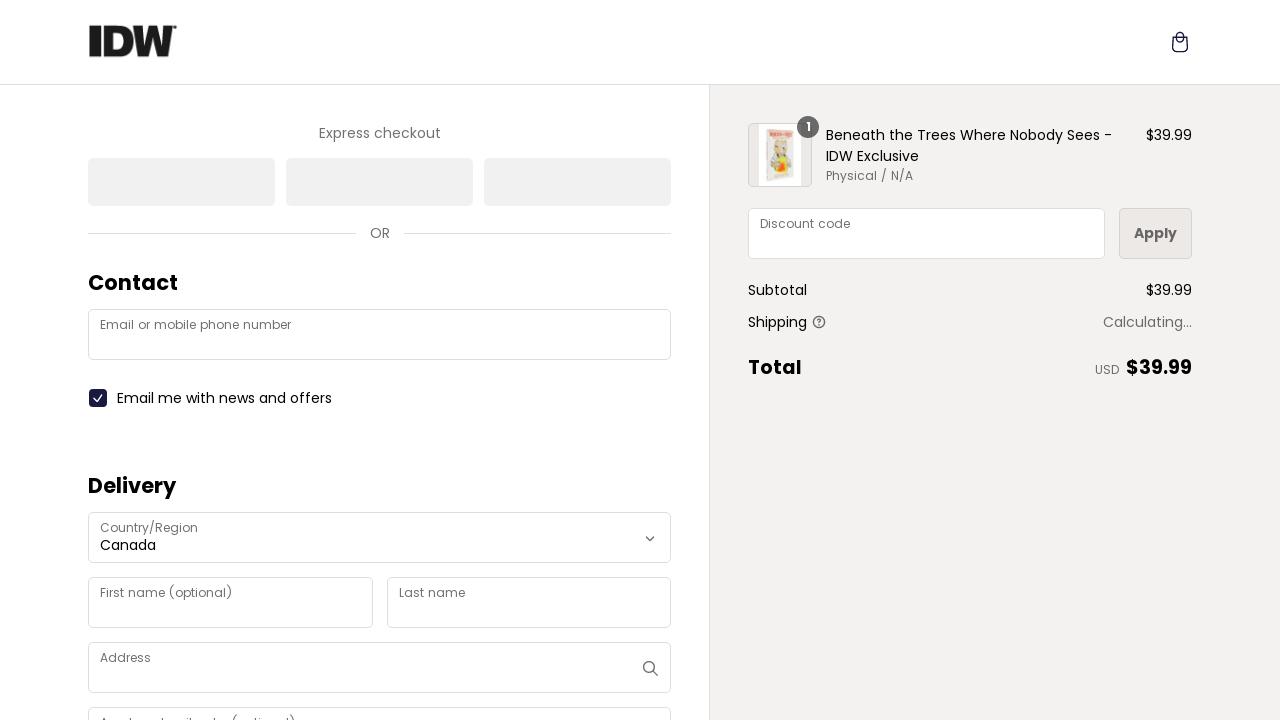 IDW
Express checkout
OR
Contact
Email or mobile phone number
Email me with news and offers
Delivery
Country/Region
Canada
First name (optional)
Last name
Address
1
Beneath the Trees Where Nobody Sees -
IDW Exclusive
Physical / N/A
$39.99
Discount code
Apply
Subtotal
$39.99
Shipping
Calculating...
Total
USD $39.99